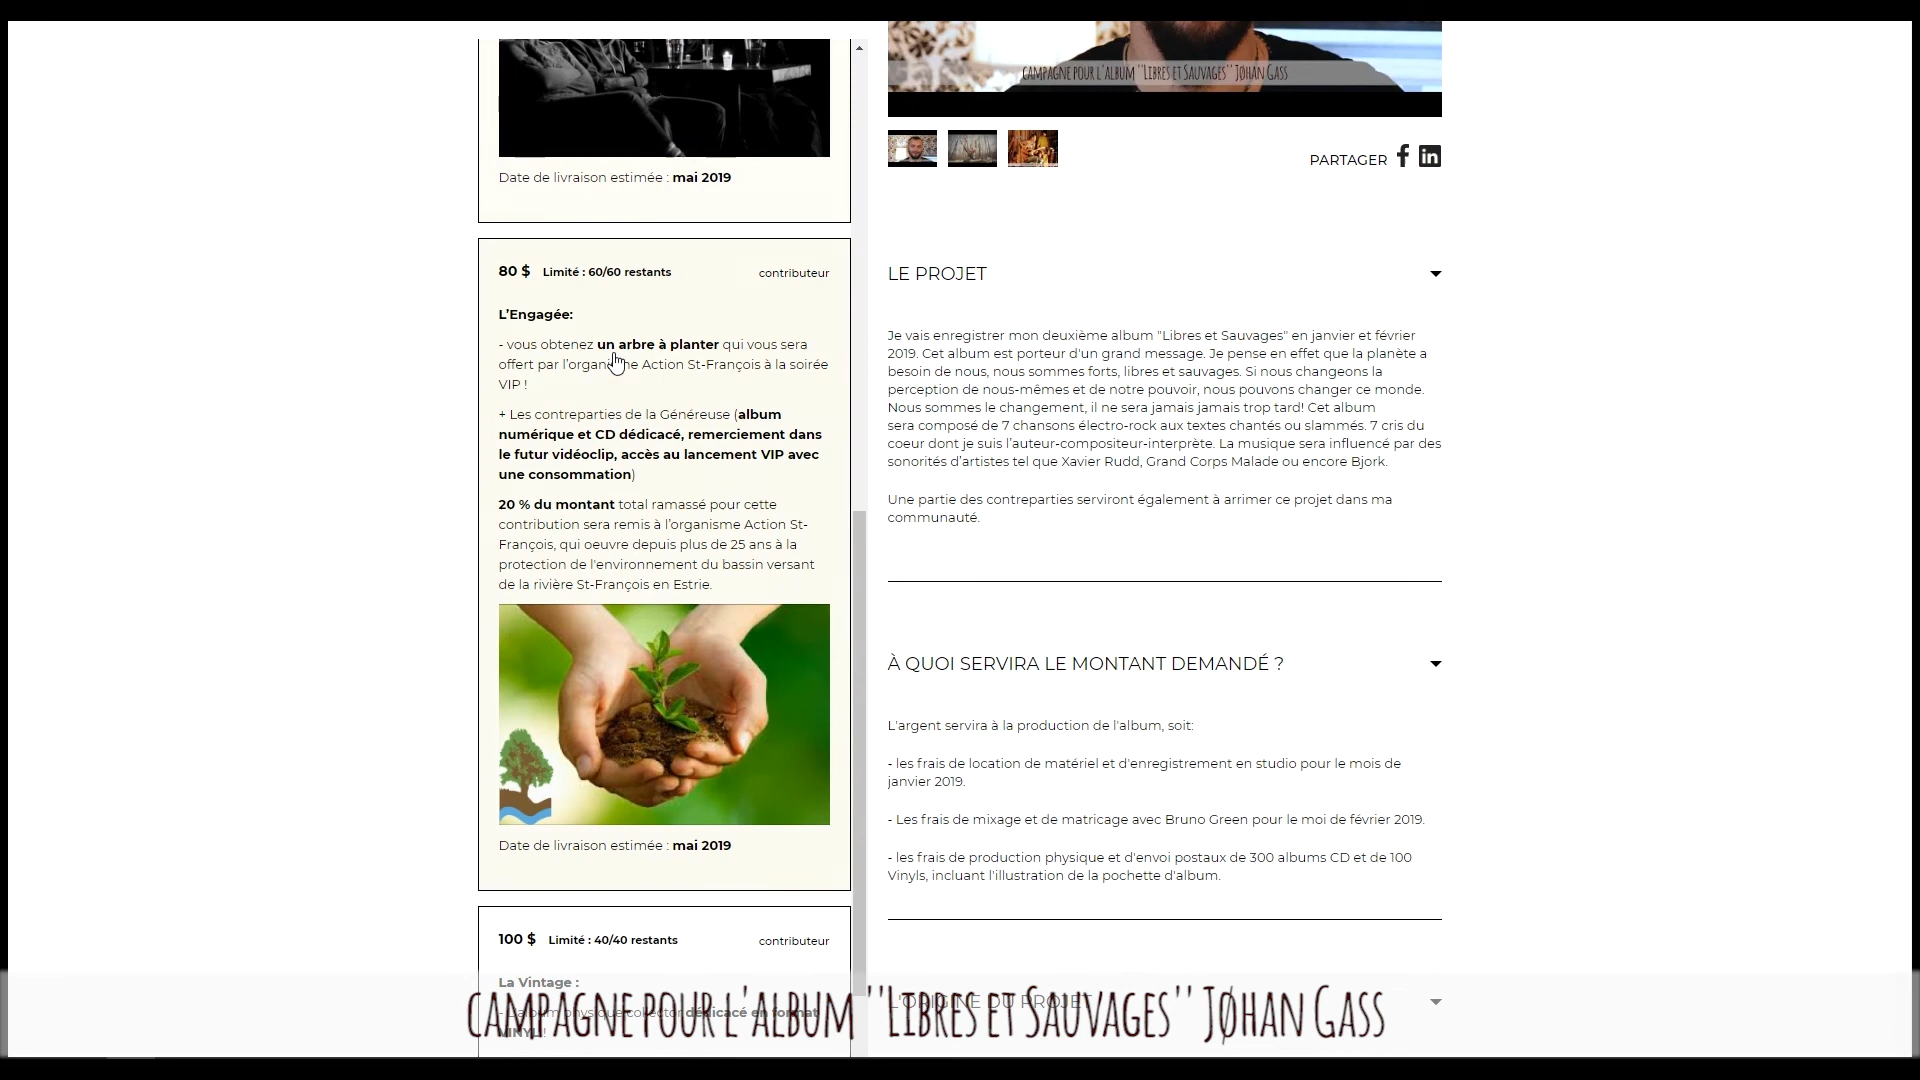 Date de livraison estimée : mai 2019
80 $ Limité : 60/60 restants contributeur
L'Engagée:
- vous obtenez un arbre à planter qui vous sera
offert par l'organisme Action St-François à la soirée
VIP !
+ Les contreparties de la Généreuse (album
numérique et CD dédicacé, remerciement dans
le futur vidéoclip, accès au lancement VIP avec
une consommation)
20 % du montant total ramassé pour cette
contribution sera remis à l'organisme Action St-
François, qui oeuvre depuis plus de 25 ans à la
protection de l'environnement du bassin versant
de la rivière St-François en Estrie.
Date de livraison estimée : mai 2019
100 $ Limité : 40/40 restants contributeur
La Vintage :
dédicacé en format
CAMPAGNE POUR L'ALBUM ''LIBRES ET SAUVAGES'' JØHAN GASS
PARTAGER
LE PROJET
Je vais enregistrer mon deuxième album "Libres et Sauvages" en janvier et février
2019. Cet album est porteur d'un grand message. Je pense en effet que la planète a
besoin de nous, nous sommes forts, libres et sauvages. Si nous changeons la
perception de nous-mêmes et de notre pouvoir, nous pouvons changer ce monde.
Nous sommes le changement, il ne sera jamais jamais trop tard! Cet album
sera composé de 7 chansons électro-rock aux textes chantés ou slammés. 7 cris du
coeur dont je suis l'auteur-compositeur-interprète. La musique sera influencé par des
sonorités d'artistes tel que Xavier Rudd, Grand Corps Malade ou encore Bjork.
Une partie des contreparties serviront également à arrimer ce projet dans ma
communauté.
À QUOI SERVIRA LE MONTANT DEMANDÉ ?
L'argent servira à la production de l'album, soit:
- les frais de location de matériel et d'enregistrement en studio pour le mois de
janvier 2019.
- Les frais de mixage et de matricage avec Bruno Green pour le moi de février 2019.
- les frais de production physique et d'envoi postaux de 300 albums CD et de 100
Vinyls, incluant l'illustration de la pochette d'album.
L'ORIGINE DU PROJET
CAMPAGNE POUR L'ALBUM ''LIBRES ET SAUVAGES'' JØHAN GASS